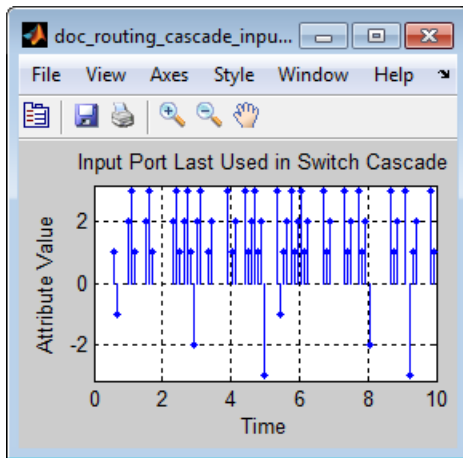 doc_routing_cascade_inpu...
File View Axes Style Window Help
Input Port Last Used in Switch Cascade
Attribute Value
2
0
-2
0 2 4 6 8 10
Time